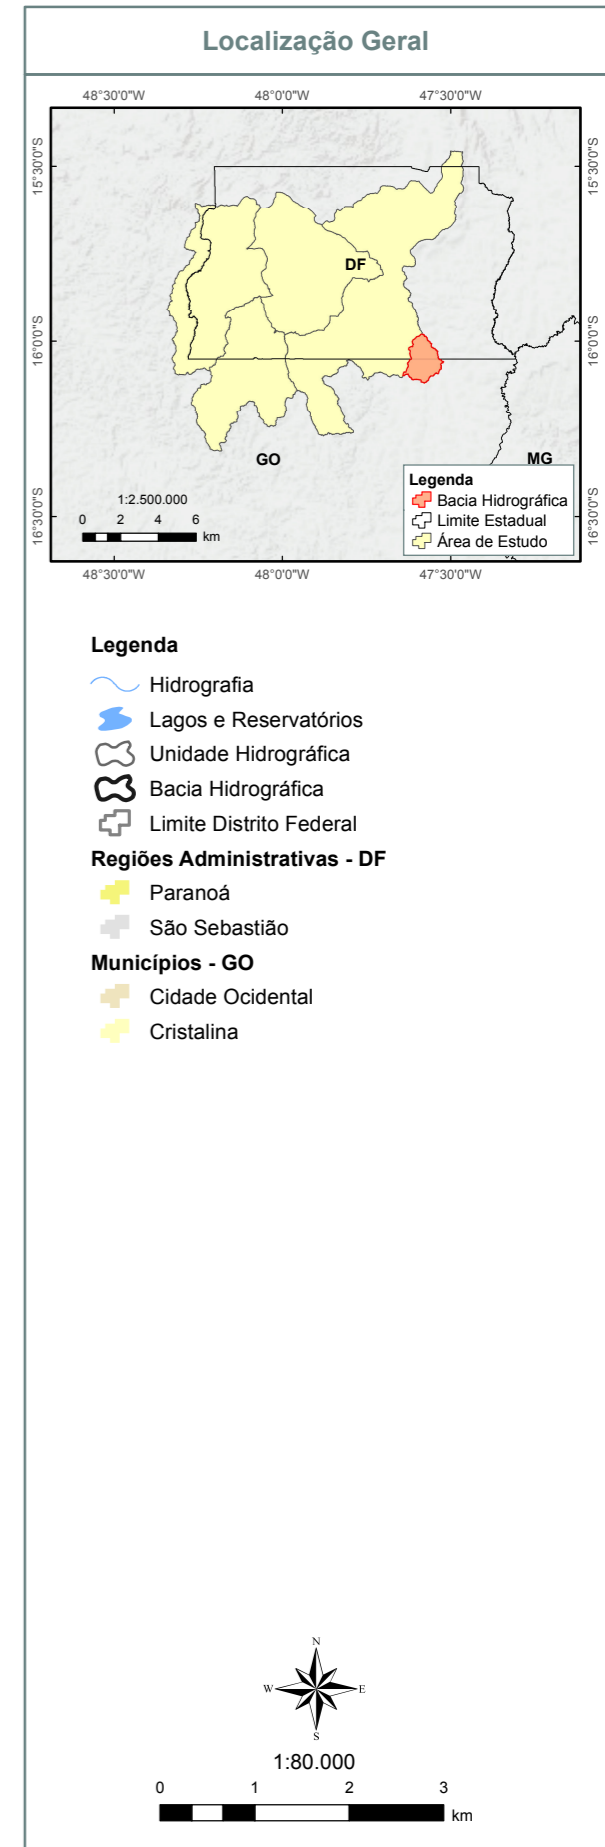 Localização Geral
48°30'0"W 48°0'0"W 47°30'0"W
15°30'0"S 15°30'0"S
DF
16°0'0"S 16°0'0"S
GO MG
1:2.500.000
0 2 4 6
km
Legenda
Bacia Hidrográfica
Limite Estadual
Área de Estudo
16°30'0"S 16°30'0"S
48°30'0"W 48°0'0"W 47°30'0"W
Legenda
Hidrografia
Lagos e Reservatórios
Unidade Hidrográfica
Bacia Hidrográfica
Limite Distrito Federal
Regiões Administrativas - DF
Paranoá
São Sebastião
Municípios - GO
Cidade Ocidental
Cristalina
N
W E
S
1:80.000
0 1 2 3
km